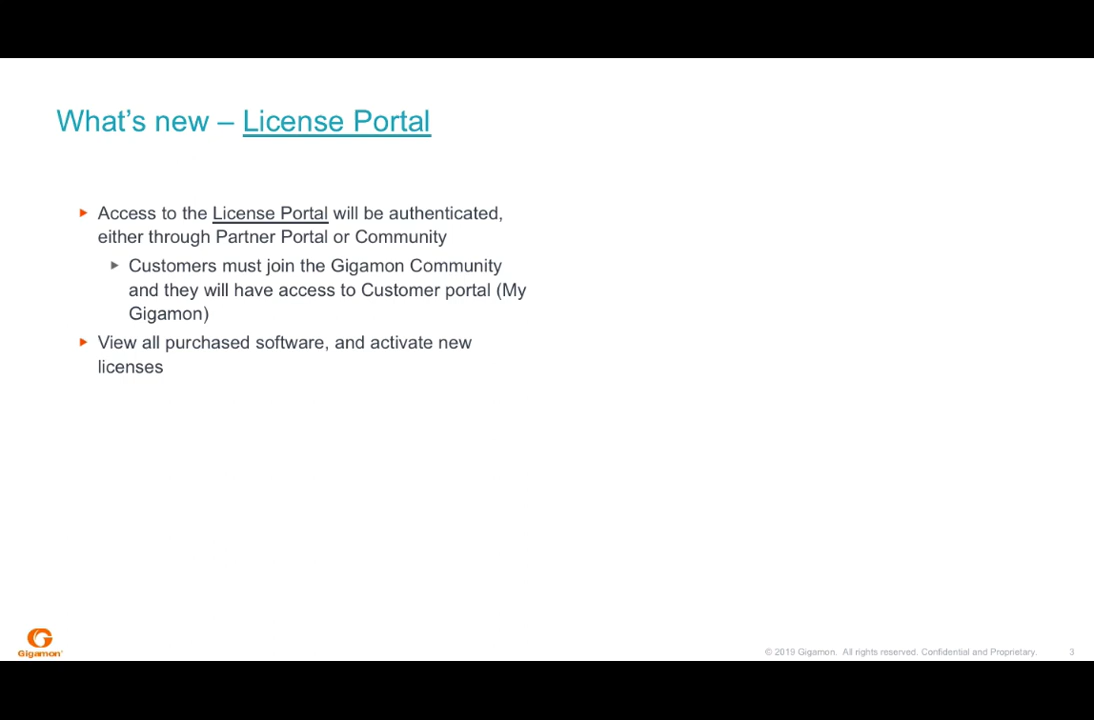 What's new – License Portal
Access to the License Portal will be authenticated,
either through Partner Portal or Community
Customers must join the Gigamon Community
and they will have access to Customer portal (My
Gigamon)
View all purchased software, and activate new
licenses
Gigamon®
© 2019 Gigamon. All rights reserved. Confidential and Proprietary. 3